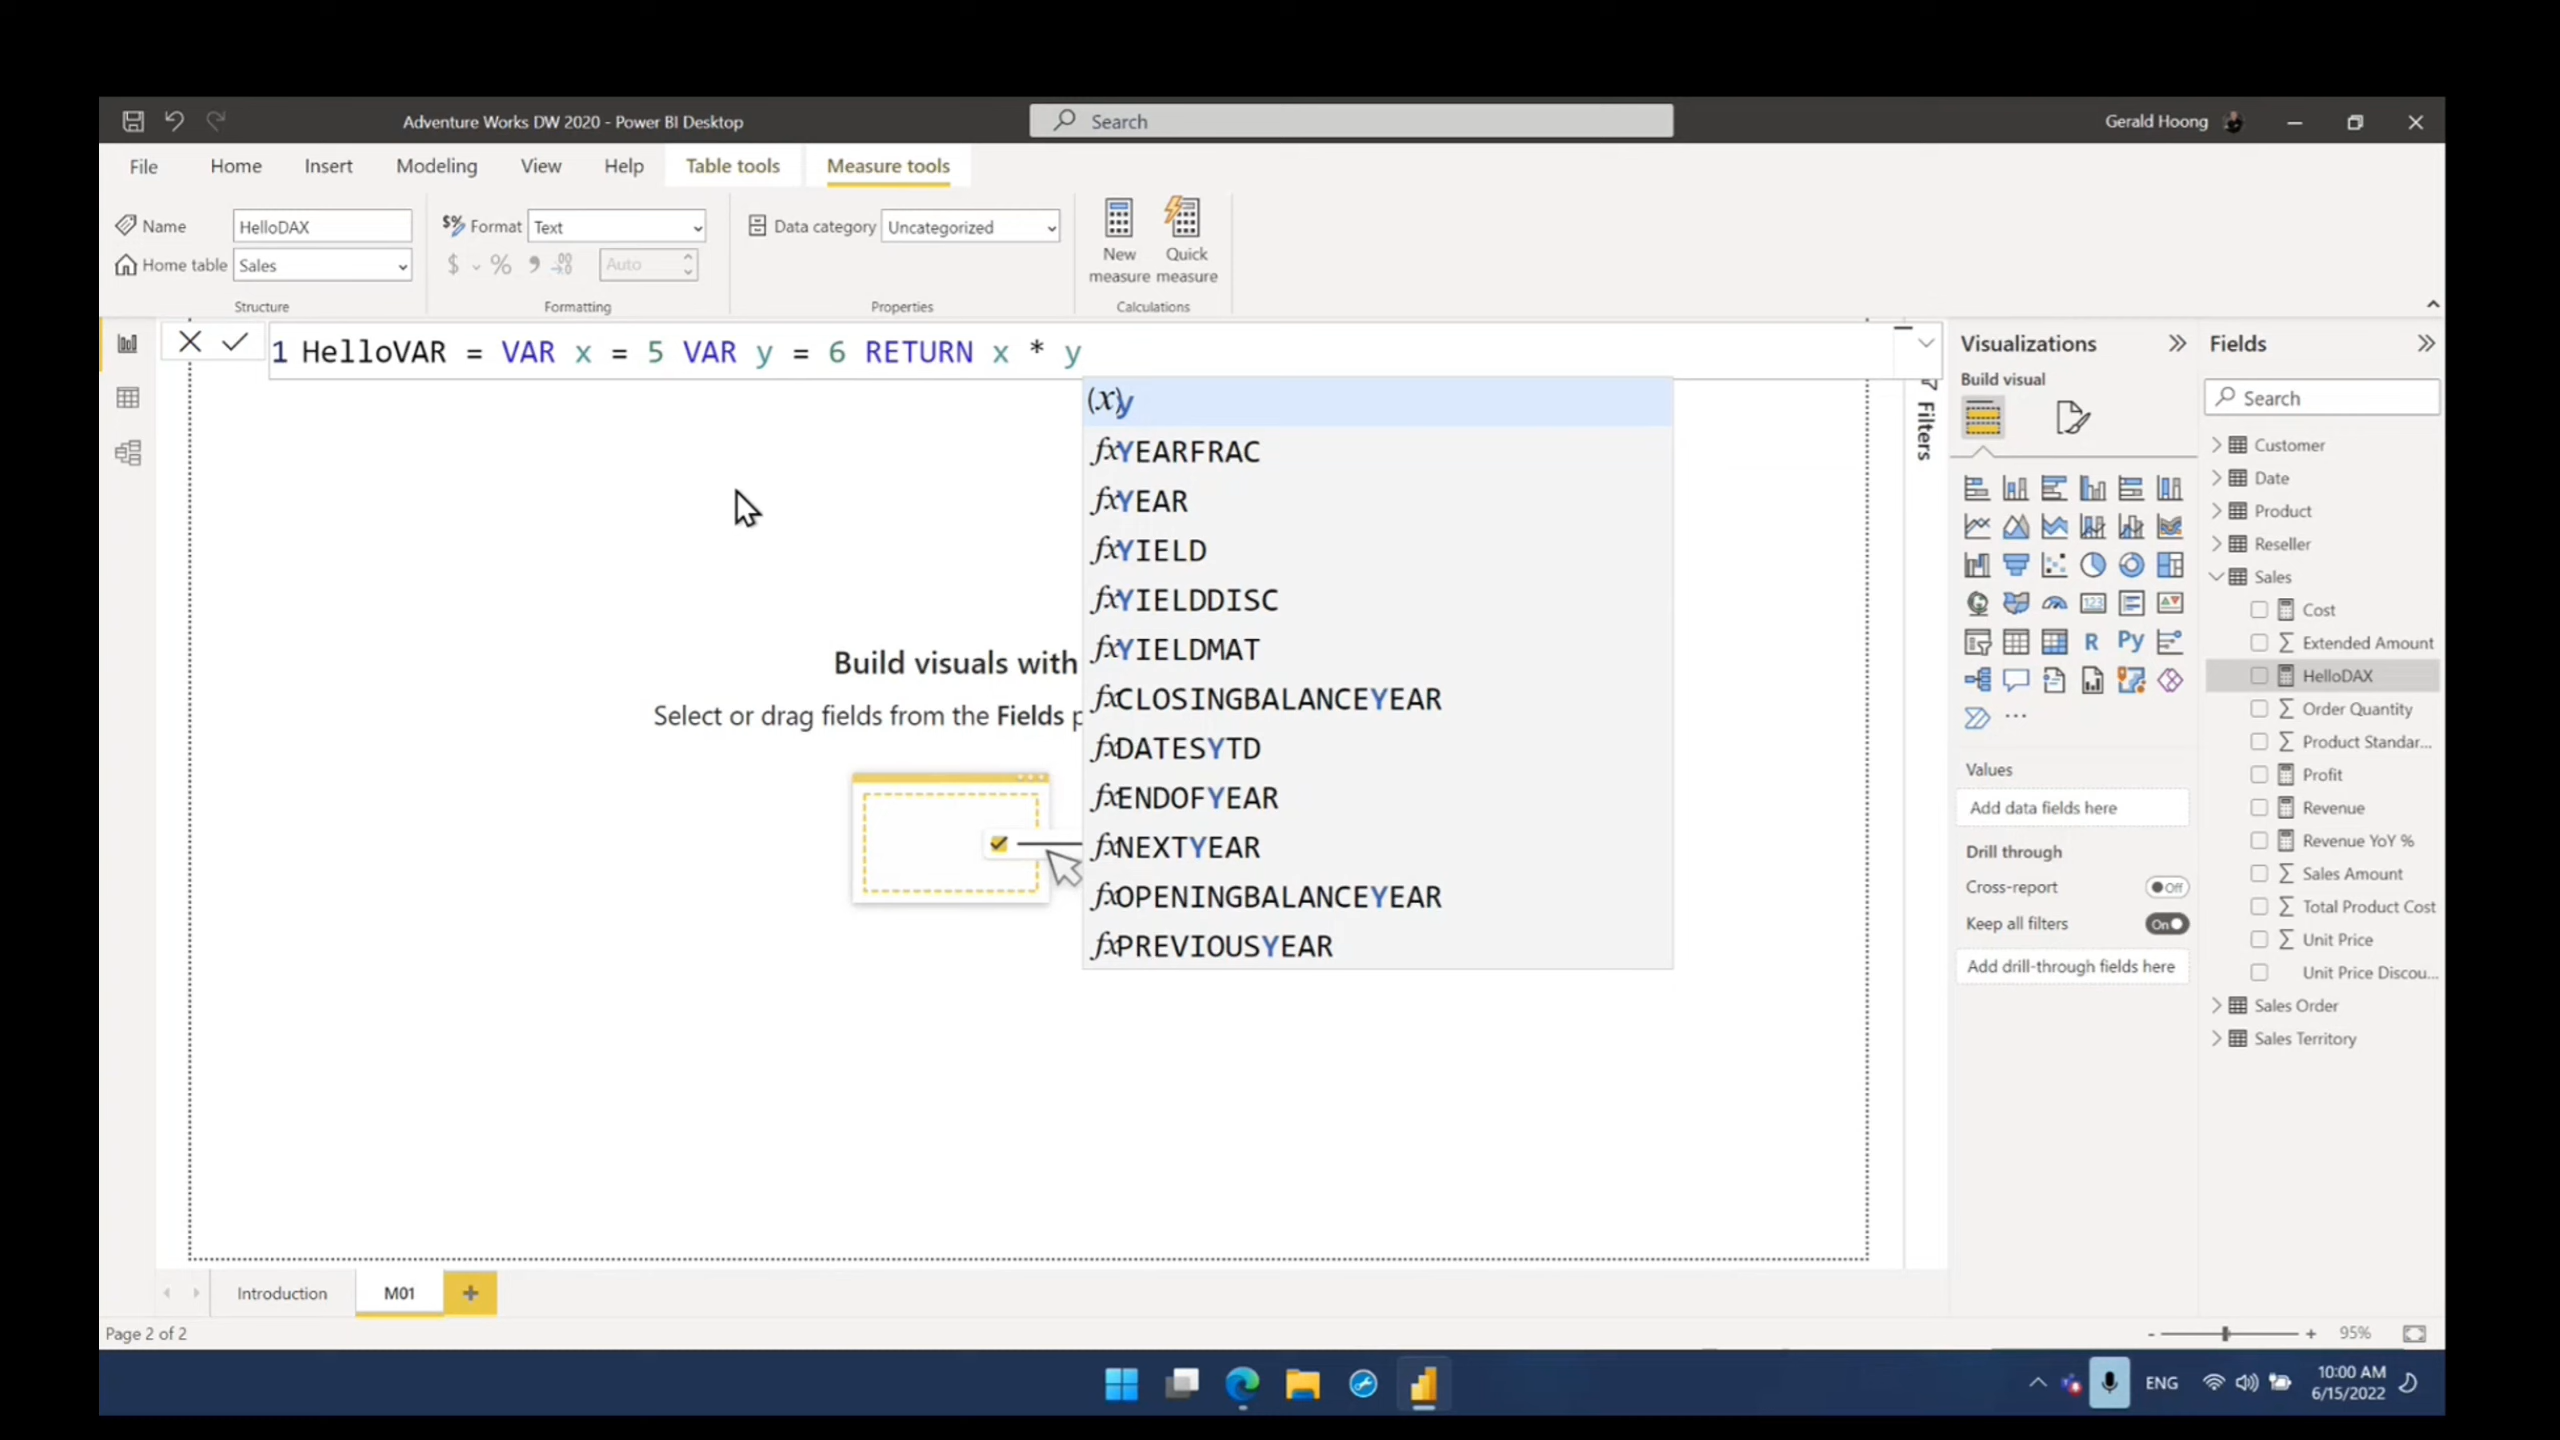 Adventure Works DW 2020 - Power BI Desktop
Search
Gerald Hoong
File Home Insert Modeling View Help Table tools Measure tools
Name HelloDAX
Home table Sales
Structure
Format Text
$ % Auto
Formatting
Data category Uncategorized
Properties
New measure
Quick measure
Calculations
1 HelloVAR = VAR x = 5 VAR y = 6 RETURN x * y
(x)y
fxYEARFRAC
fxYEAR
fxYIELD
fxYIELDDISC
fxYIELDMAT
fxCLOSINGBALANCEYEAR
fxDATESYTD
fxENDOFYEAR
fxNEXTYEAR
fxOPENINGBALANCEYEAR
fxPREVIOUSYEAR
Build visuals with
Select or drag fields from the Fields p
Filters
Visualizations
Build visual
123
R Py
Values
Add data fields here
Drill through
Cross-report Off
Keep all filters On
Add drill-through fields here
Fields
Search
Customer
Date
Product
Reseller
Sales
Cost
Extended Amount
HelloDAX
Order Quantity
Product Standar...
Profit
Revenue
Revenue YoY %
Sales Amount
Total Product Cost
Unit Price
Unit Price Discou...
Sales Order
Sales Territory
Introduction M01 +
Page 2 of 2
- + 95%
ENG
10:00 AM
6/15/2022